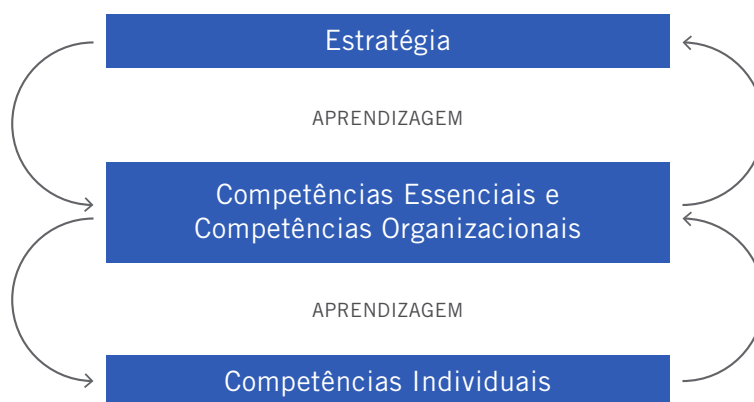 Estratégia
APRENDIZAGEM
Competências Essenciais e
Competências Organizacionais
APRENDIZAGEM
Competências Individuais